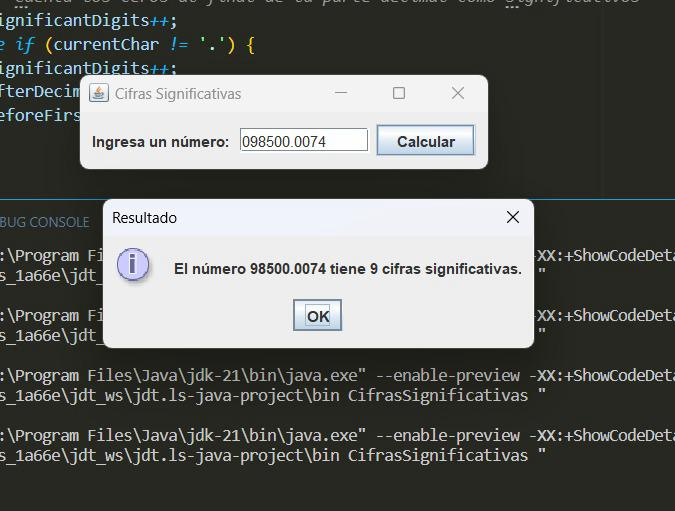 cuenta los ceros al final de la parte decimal como significativos
ignificantDigits++;
e if (currentChar != '.') {
ignificantDigits++;
fterDecim
eforeFirs
Cifras Significativas
Ingresa un número: 098500.0074 Calcular
BUG CONSOLE
Resultado
El número 98500.0074 tiene 9 cifras significativas.
OK
:\Program Fi -XX:+ShowCodeDeta
s_1a66e\jdt_ "
:\Program Fi -XX:+ShowCodeDeta
s_1a66e\jdt_ "
:\Program Files\Java\jdk-21\bin\java.exe" --enable-preview -XX:+ShowCodeDeta
s_1a66e\jdt_ws\jdt.ls-java-project\bin CifrasSignificativas "
:\Program Files\Java\jdk-21\bin\java.exe" --enable-preview -XX:+ShowCodeDeta
s_1a66e\jdt_ws\jdt.ls-java-project\bin CifrasSignificativas "